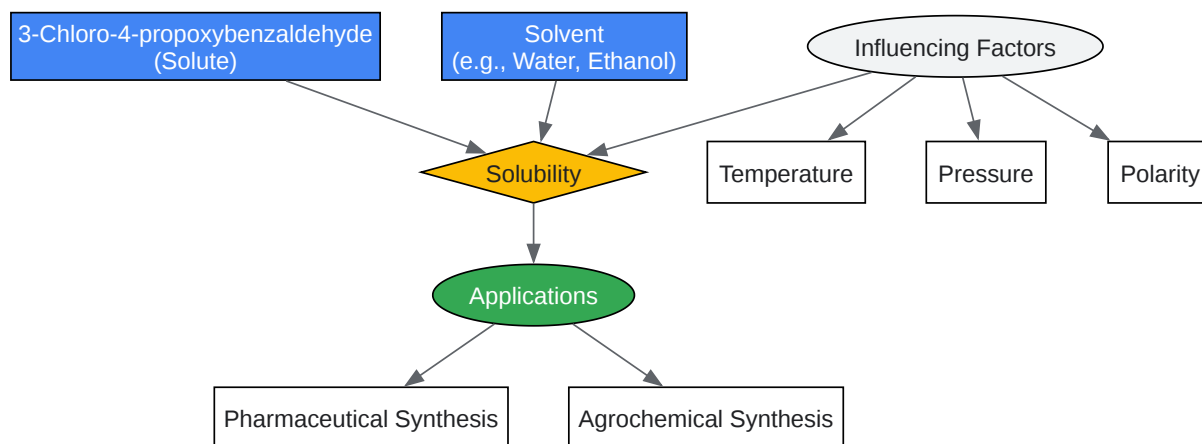 3-Chloro-4-propoxybenzaldehyde
(Solute)
Solvent
(e.g., Water, Ethanol)
Influencing Factors
Solubility
Temperature
Pressure
Polarity
Applications
Pharmaceutical Synthesis
Agrochemical Synthesis